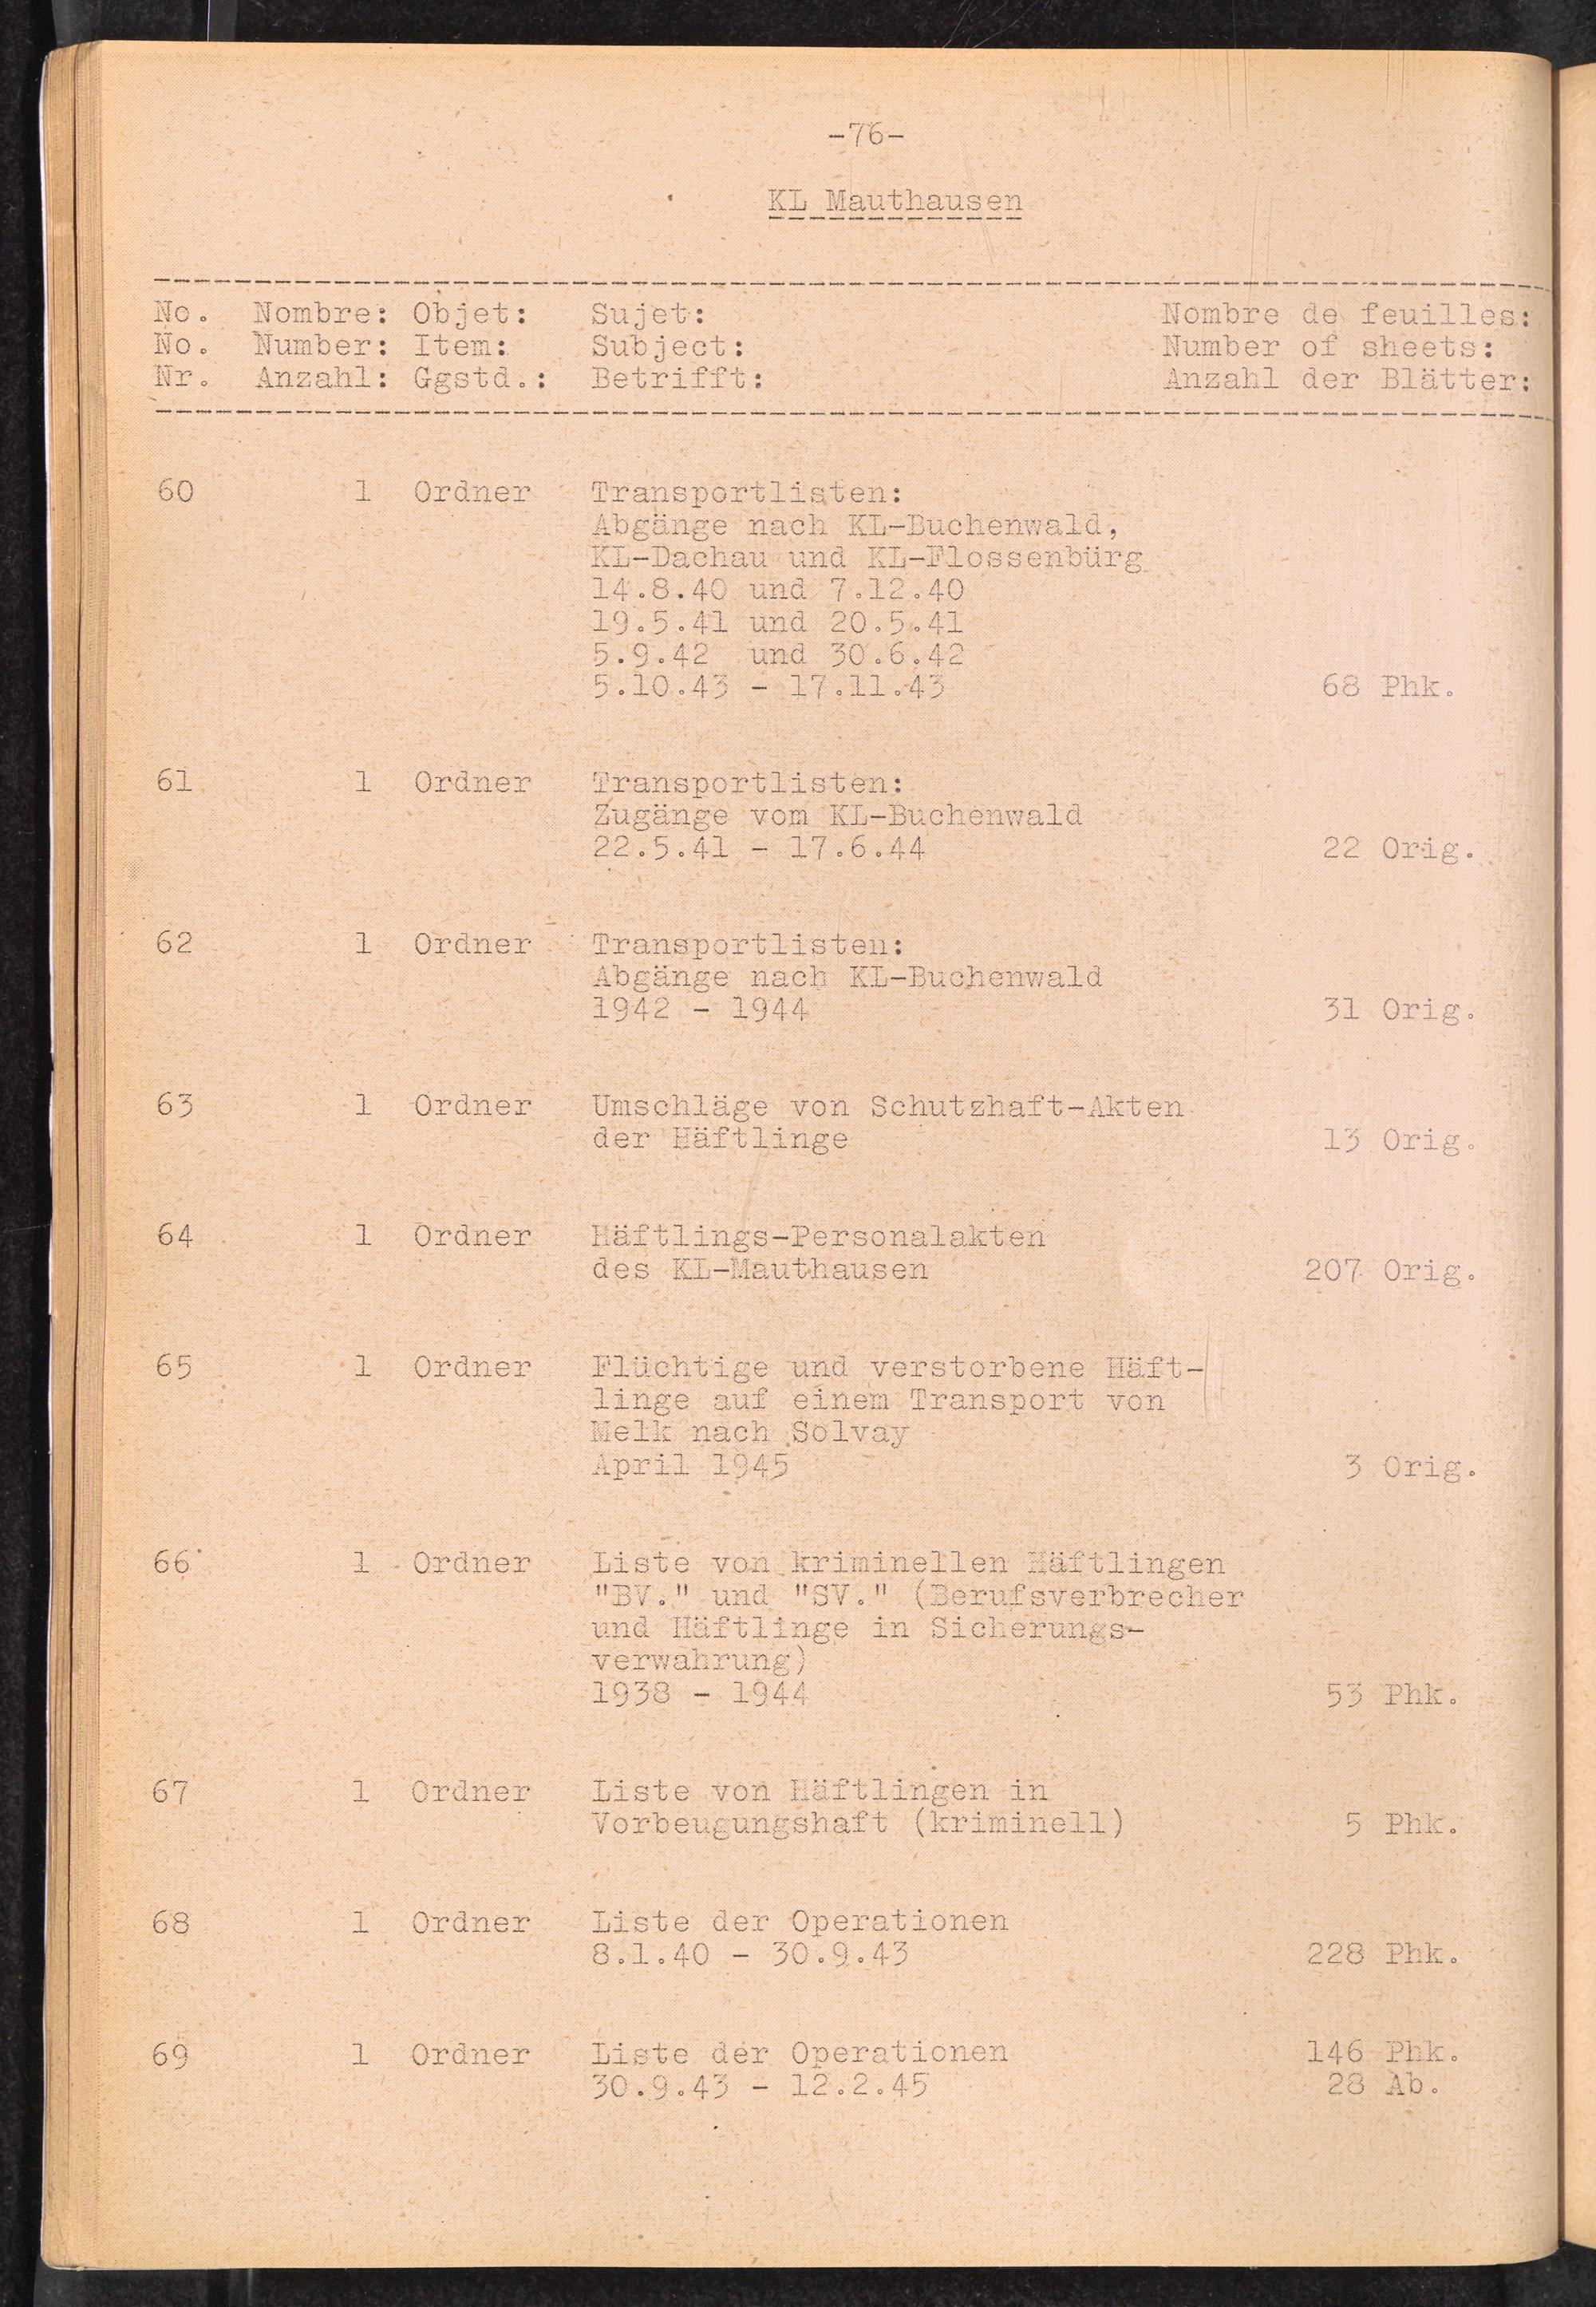 -76-
KL Mauthausen
No. Nombre: Objet: Sujet: Nombre de feuilles:
No. Number: Item: Subject: Number of sheets:
Nr. Anzahl: Ggstd.: Betrifft: Anzahl der Blätter:
60 1 Ordner Transportlisten:
Abgänge nach KL-Buchenwald,
KL-Dachau und KL-Flossenbürg
14.8.40 und 7.12.40
19.5.41 und 20.5.41
5.9.42 und 30.6.42
5.10.43 - 17.11.43 68 Phk.
61 1 Ordner Transportlisten:
Zugänge vom KL-Buchenwald
22.5.41 - 17.6.44 22 Orig.
62 1 Ordner Transportlisten:
Abgänge nach KL-Buchenwald
1942 - 1944 31 Orig.
63 1 Ordner Umschläge von Schutzhaft-Akten
der Häftlinge 13 Orig.
64 1 Ordner Häftlings-Personalakten
des KL-Mauthausen 207 Orig.
65 1 Ordner Flüchtige und verstorbene Häft-
linge auf einem Transport von
Melk nach Solvay
April 1945 3 Orig.
66 1 Ordner Liste von kriminellen Häftlingen
"BV." und "SV." (Berufsverbrecher
und Häftlinge in Sicherungs-
verwahrung)
1938 - 1944 53 Phk.
67 1 Ordner Liste von Häftlingen in
Vorbeugungshaft (kriminell) 5 Phk.
68 1 Ordner Liste der Operationen
8.1.40 - 30.9.43 228 Phk.
69 1 Ordner Liste der Operationen 146 Phk.
30.9.43 - 12.2.45 28 Ab.